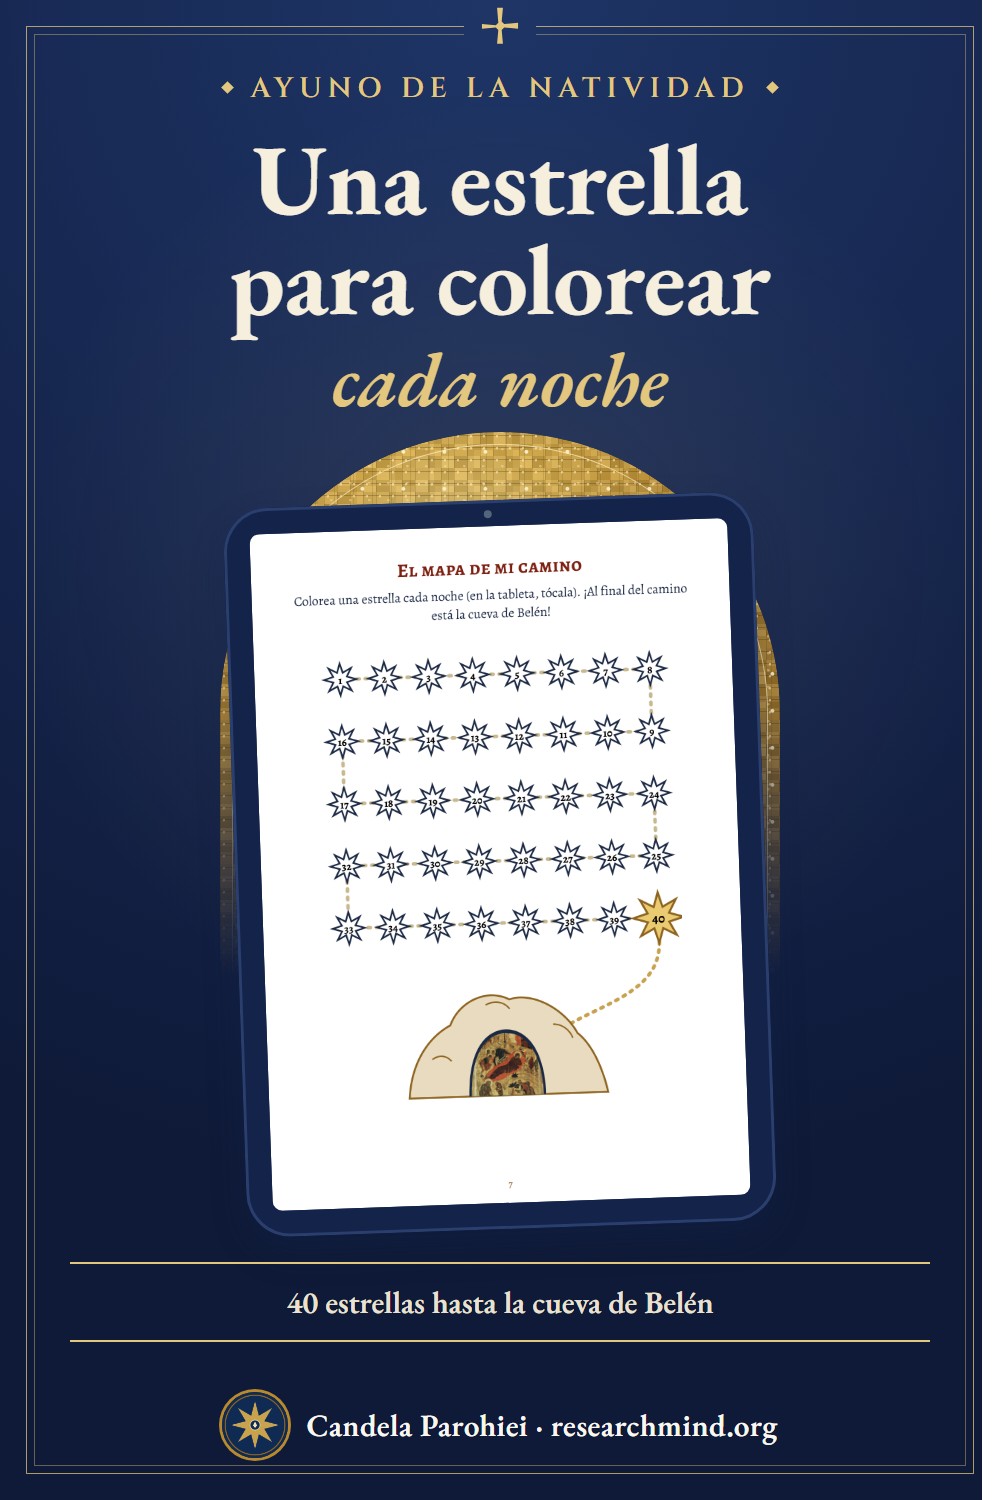 AYUNO DE LA NATIVIDAD
Una estrella
para colorear
cada noche
El mapa de mi camino
Colorea una estrella cada noche (en la tableta, tócala). ¡Al final del camino
está la cueva de Belén!
1 2 3 4 5 6 7 8
16 15 14 13 12 11 10 9
17 18 19 20 21 22 23 24
32 31 30 29 28 27 26 25
33 34 35 36 37 38 39 40
7
40 estrellas hasta la cueva de Belén
Candela Parohiei · researchmind.org